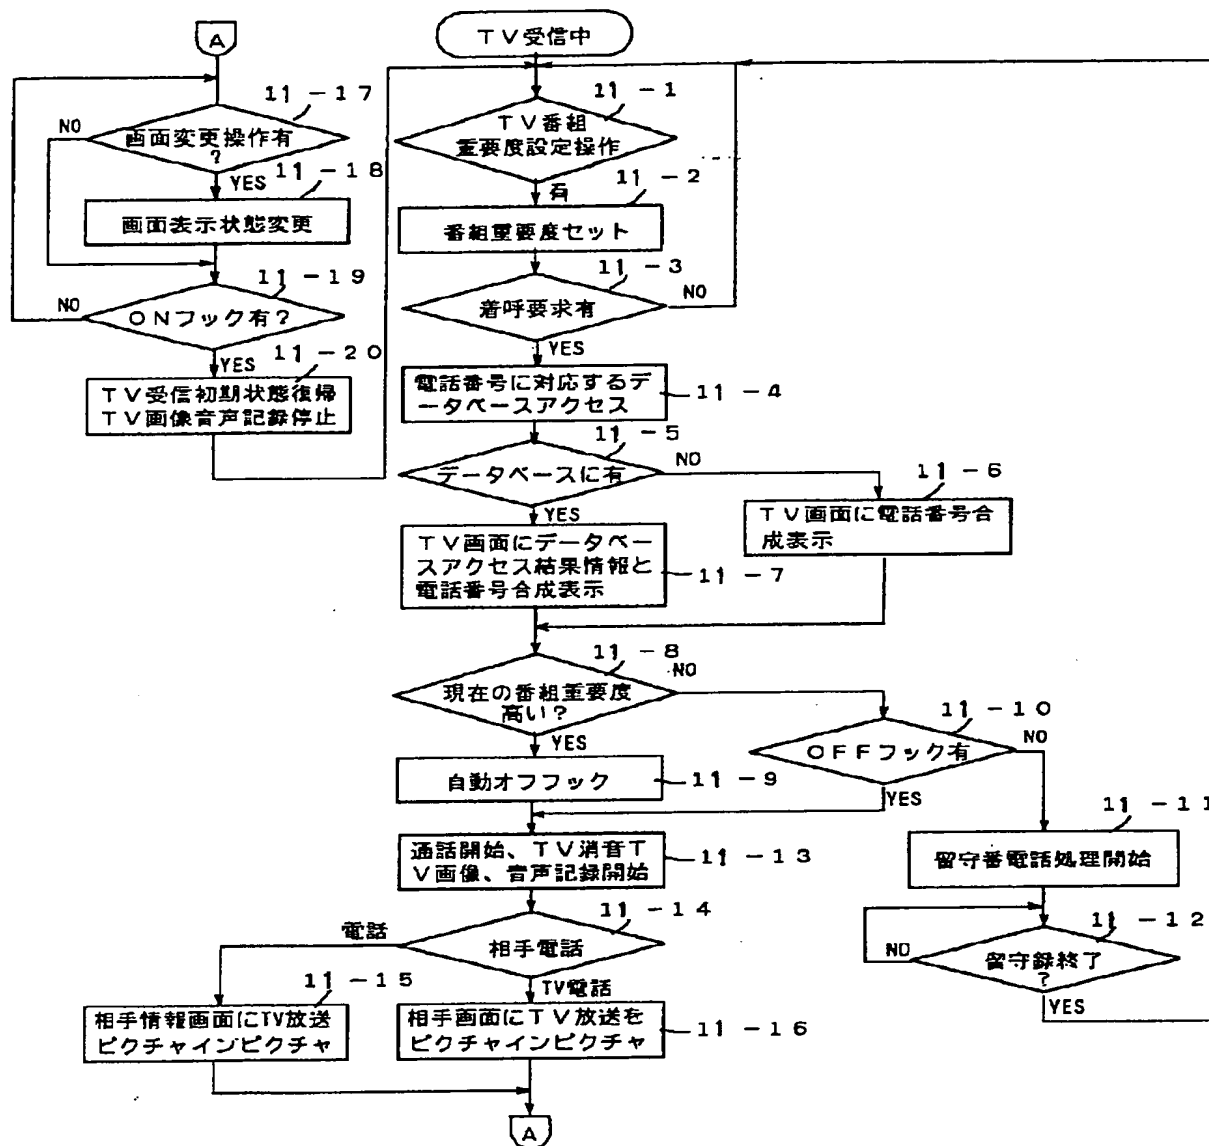 A
11-17
NO
画面変更操作有
?
YES
11-18
画面表示状態変更
11-19
NO
ONフック有?
YES
11-20
TV受信初期状態復帰
TV画像音声記録停止
TV受信中
11-1
TV番組
重要度設定操作
有
11-2
番組重要度セット
11-3
着呼要求有
NO
YES
電話番号に対応するデ
ータベースアクセス
11-4
11-5
データベースに有
NO
YES
11-6
TV画面に電話番号合
成表示
TV画面にデータベー
スアクセス結果情報と
電話番号合成表示
11-7
11-8
現在の番組重要度
高い?
NO
YES
自動オフフック
11-9
11-10
OFFフック有
NO
YES
11-11
留守番電話処理開始
11-12
NO
留守録終了
?
YES
通話開始、TV消音T
V画像、音声記録開始
11-13
11-14
電話
相手電話
TV電話
11-15
相手情報画面にTV放送
ピクチャインピクチャ
相手画面にTV放送を
ピクチャインピクチャ
11-16
A